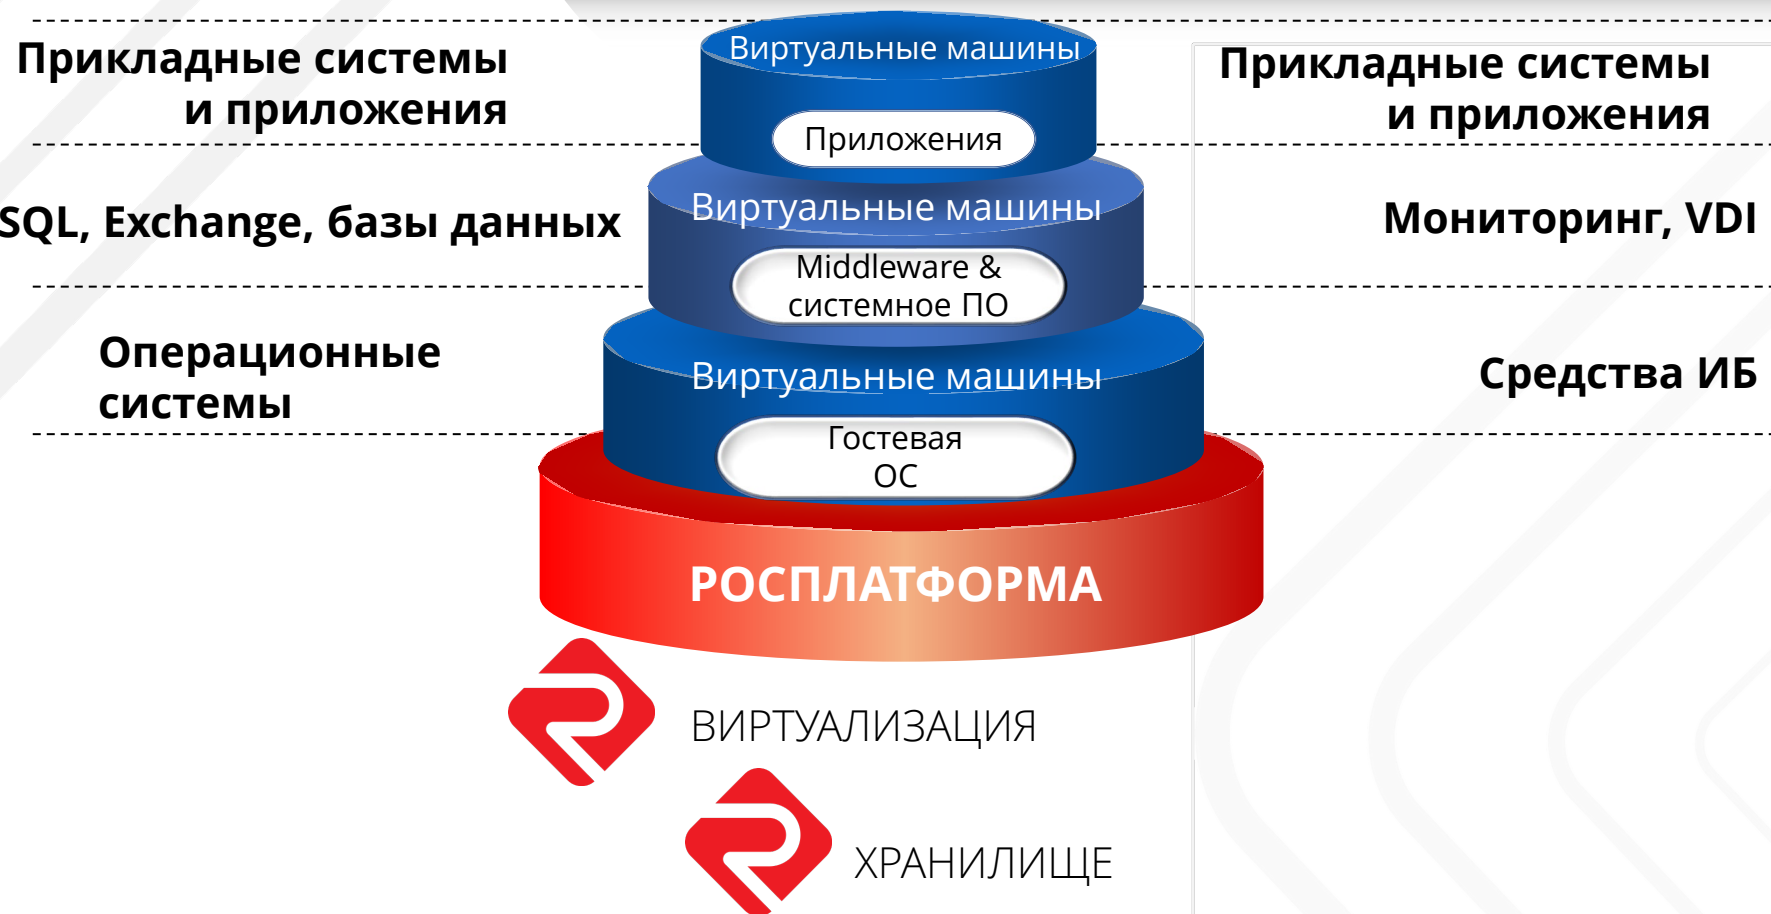 Прикладные системы
и приложения
Виртуальные машины
Приложения
Прикладные системы
и приложения
SQL, Exchange, базы данных
Виртуальные машины
Middleware &
системное ПО
Мониторинг, VDI
Операционные
системы
Виртуальные машины
Гостевая
ОС
Средства ИБ
РОСПЛАТФОРМА
ВИРТУАЛИЗАЦИЯ
ХРАНИЛИЩЕ